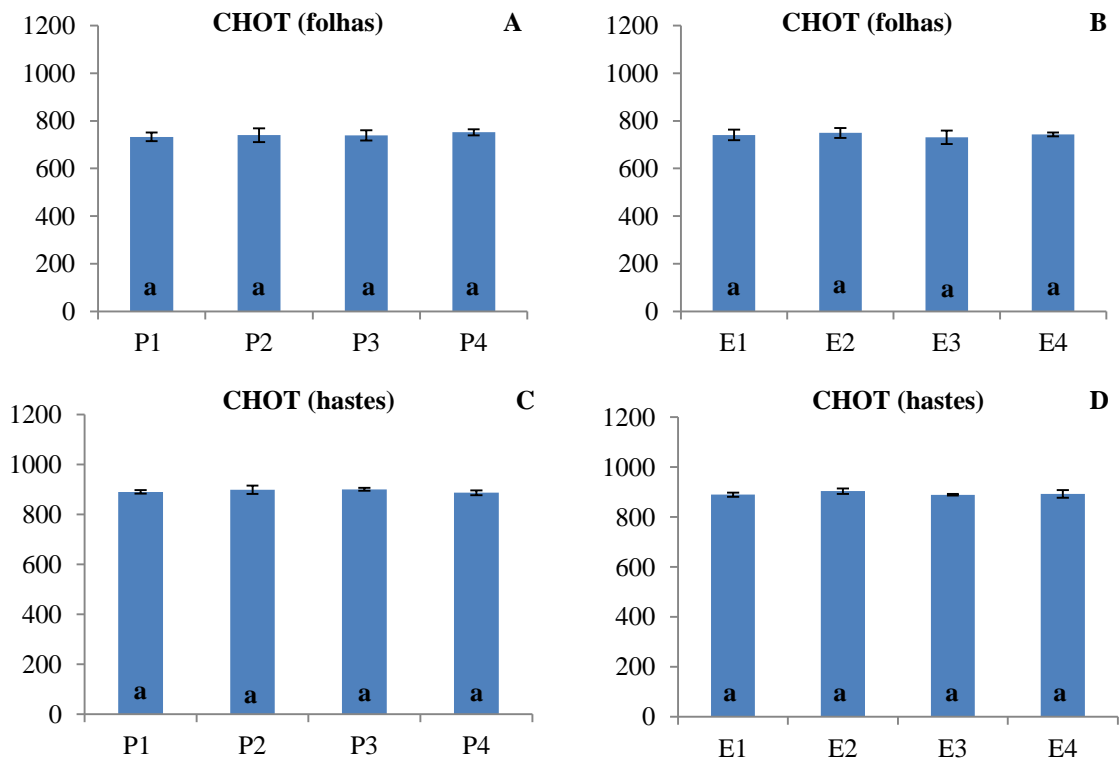 CHOT (folhas) A
1200
1000
800
600
400
200
0
a a a a
P1 P2 P3 P4
CHOT (folhas) B
1200
1000
800
600
400
200
0
a a a a
E1 E2 E3 E4
CHOT (hastes) C
1200
1000
800
600
400
200
0
a a a a
P1 P2 P3 P4
CHOT (hastes) D
1200
1000
800
600
400
200
0
a a a a
E1 E2 E3 E4